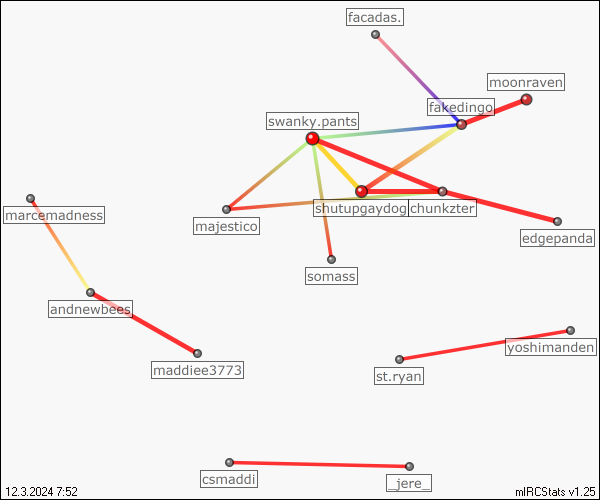 facadas.
moonraven
fakedingo
swanky.pants
shutupgaydog
chunkzter
marcemadness
majestico
edgepanda
somass
andnewbees
yoshimanden
maddiee3773
st.ryan
csmaddi
_jere_
12.3.2024 7:52
mIRCStats v1.25